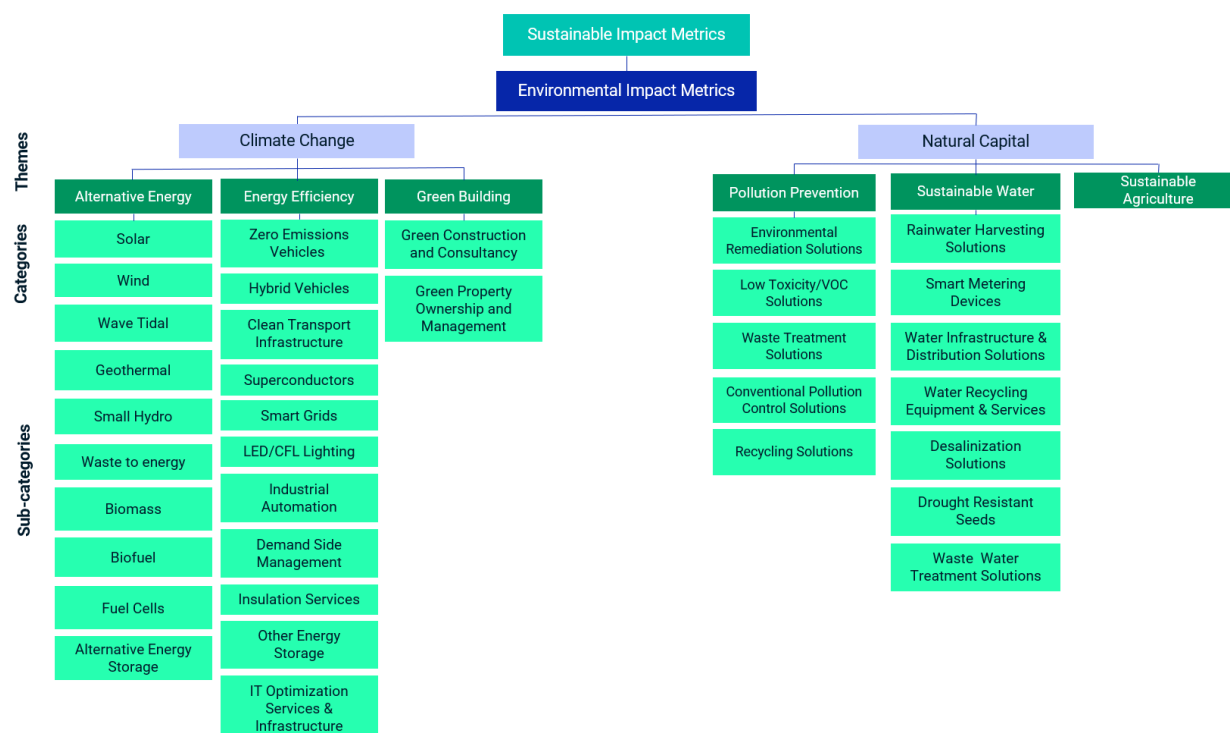 Sustainable Impact Metrics
Environmental Impact Metrics
Themes
Climate Change
Natural Capital
Categories
Alternative Energy
Energy Efficiency
Green Building
Pollution Prevention
Sustainable Water
Sustainable
Agriculture
Sub-categories
Solar
Wind
Wave Tidal
Geothermal
Small Hydro
Waste to energy
Biomass
Biofuel
Fuel Cells
Alternative Energy
Storage
Zero Emissions
Vehicles
Hybrid Vehicles
Clean Transport
Infrastructure
Superconductors
Smart Grids
LED/CFL Lighting
Industrial
Automation
Demand Side
Management
Insulation Services
Other Energy
Storage
IT Optimization
Services &
Infrastructure
Green Construction
and Consultancy
Green Property
Ownership and
Management
Environmental
Remediation Solutions
Low Toxicity/VOC
Solutions
Waste Treatment
Solutions
Conventional Pollution
Control Solutions
Recycling Solutions
Rainwater Harvesting
Solutions
Smart Metering
Devices
Water Infrastructure &
Distribution Solutions
Water Recycling
Equipment & Services
Desalinization
Solutions
Drought Resistant
Seeds
Waste  Water
Treatment Solutions